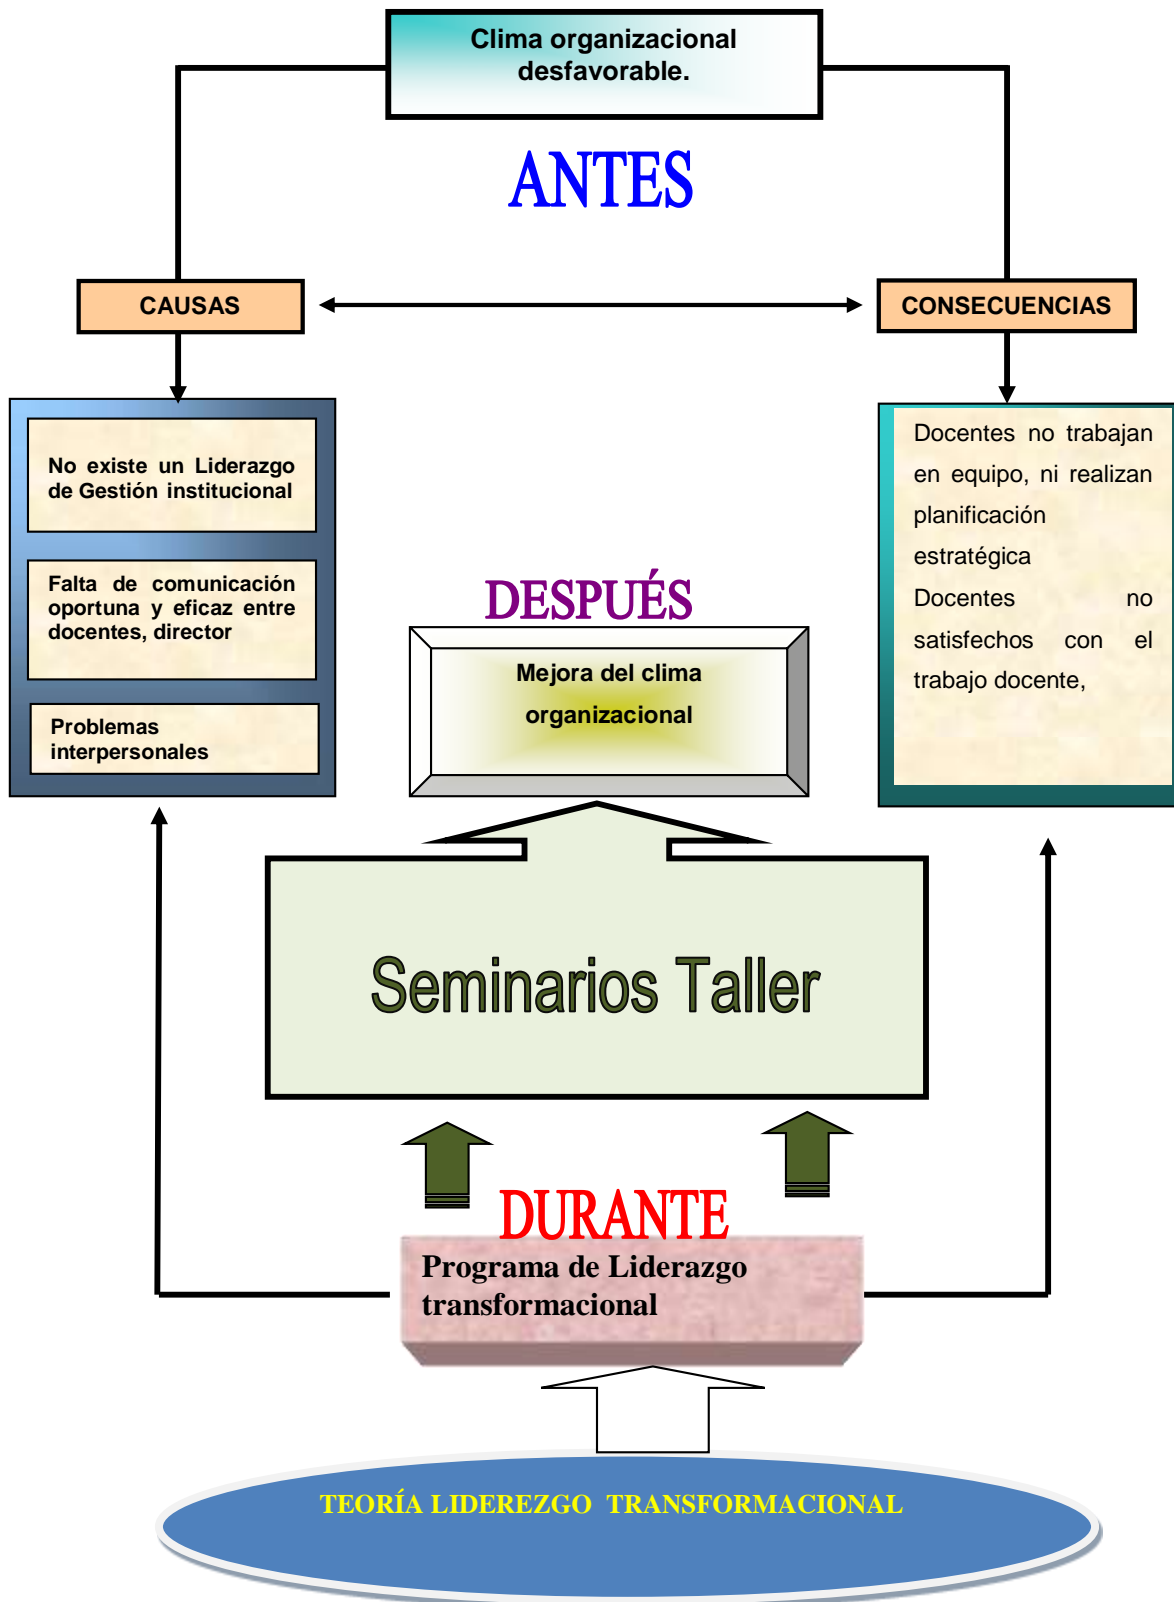 Clima organizacional
desfavorable.
ANTES
CAUSAS
CONSECUENCIAS
No existe un Liderazgo
de Gestión institucional
Falta de comunicación
oportuna y eficaz entre
docentes, director
Problemas
interpersonales
Docentes no trabajan
en equipo, ni realizan
planificación
estratégica
Docentes no
satisfechos con el
trabajo docente,
DESPUÉS
Mejora del clima
organizacional
Seminarios Taller
DURANTE
Programa de Liderazgo
transformacional
TEORÍA LIDEREZGO TRANSFORMACIONAL